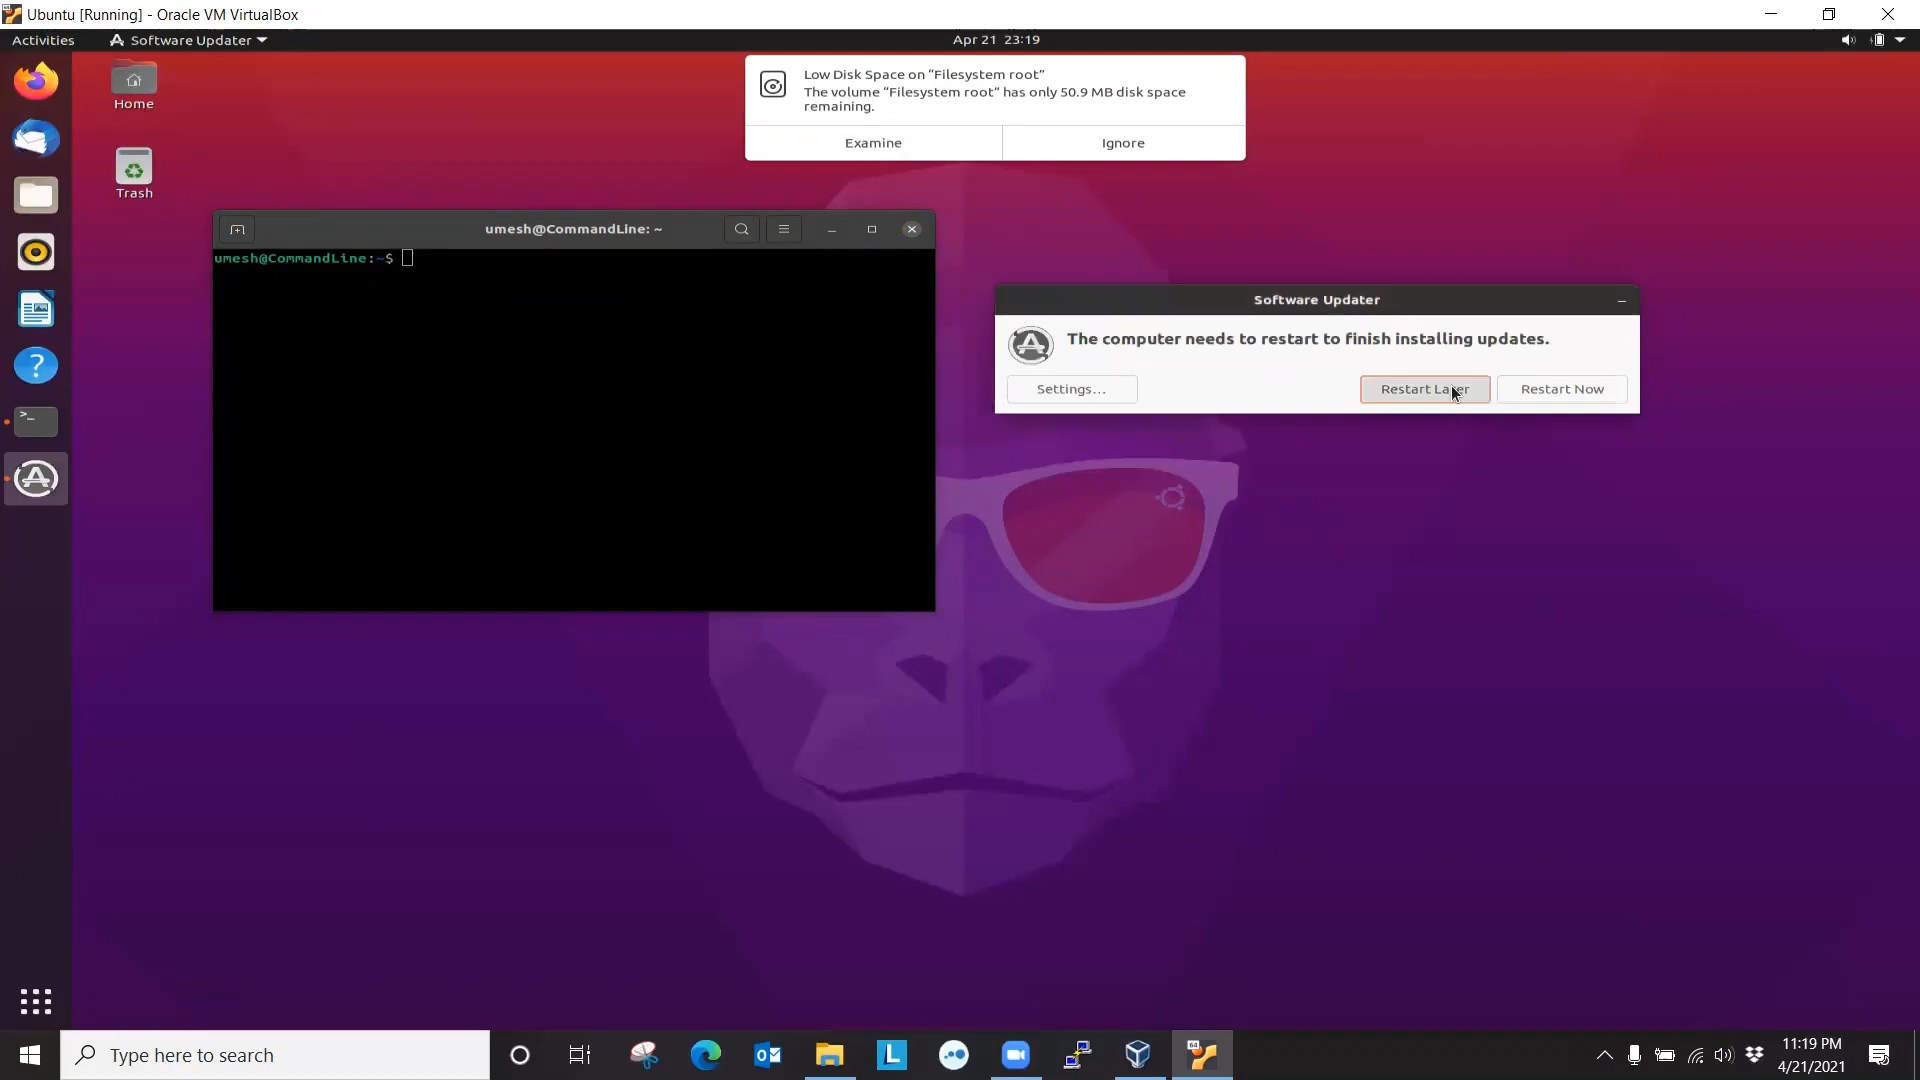 Ubuntu [Running] - Oracle VM VirtualBox
Activities
Software Updater
Apr 21 23:19
Home
Trash
Low Disk Space on “Filesystem root”
The volume “Filesystem root” has only 50.9 MB disk space
remaining.
Examine
Ignore
umesh@CommandLine: ~
umesh@CommandLine:~$
Software Updater
The computer needs to restart to finish installing updates.
Settings…
Restart Later
Restart Now
Type here to search
11:19 PM
4/21/2021